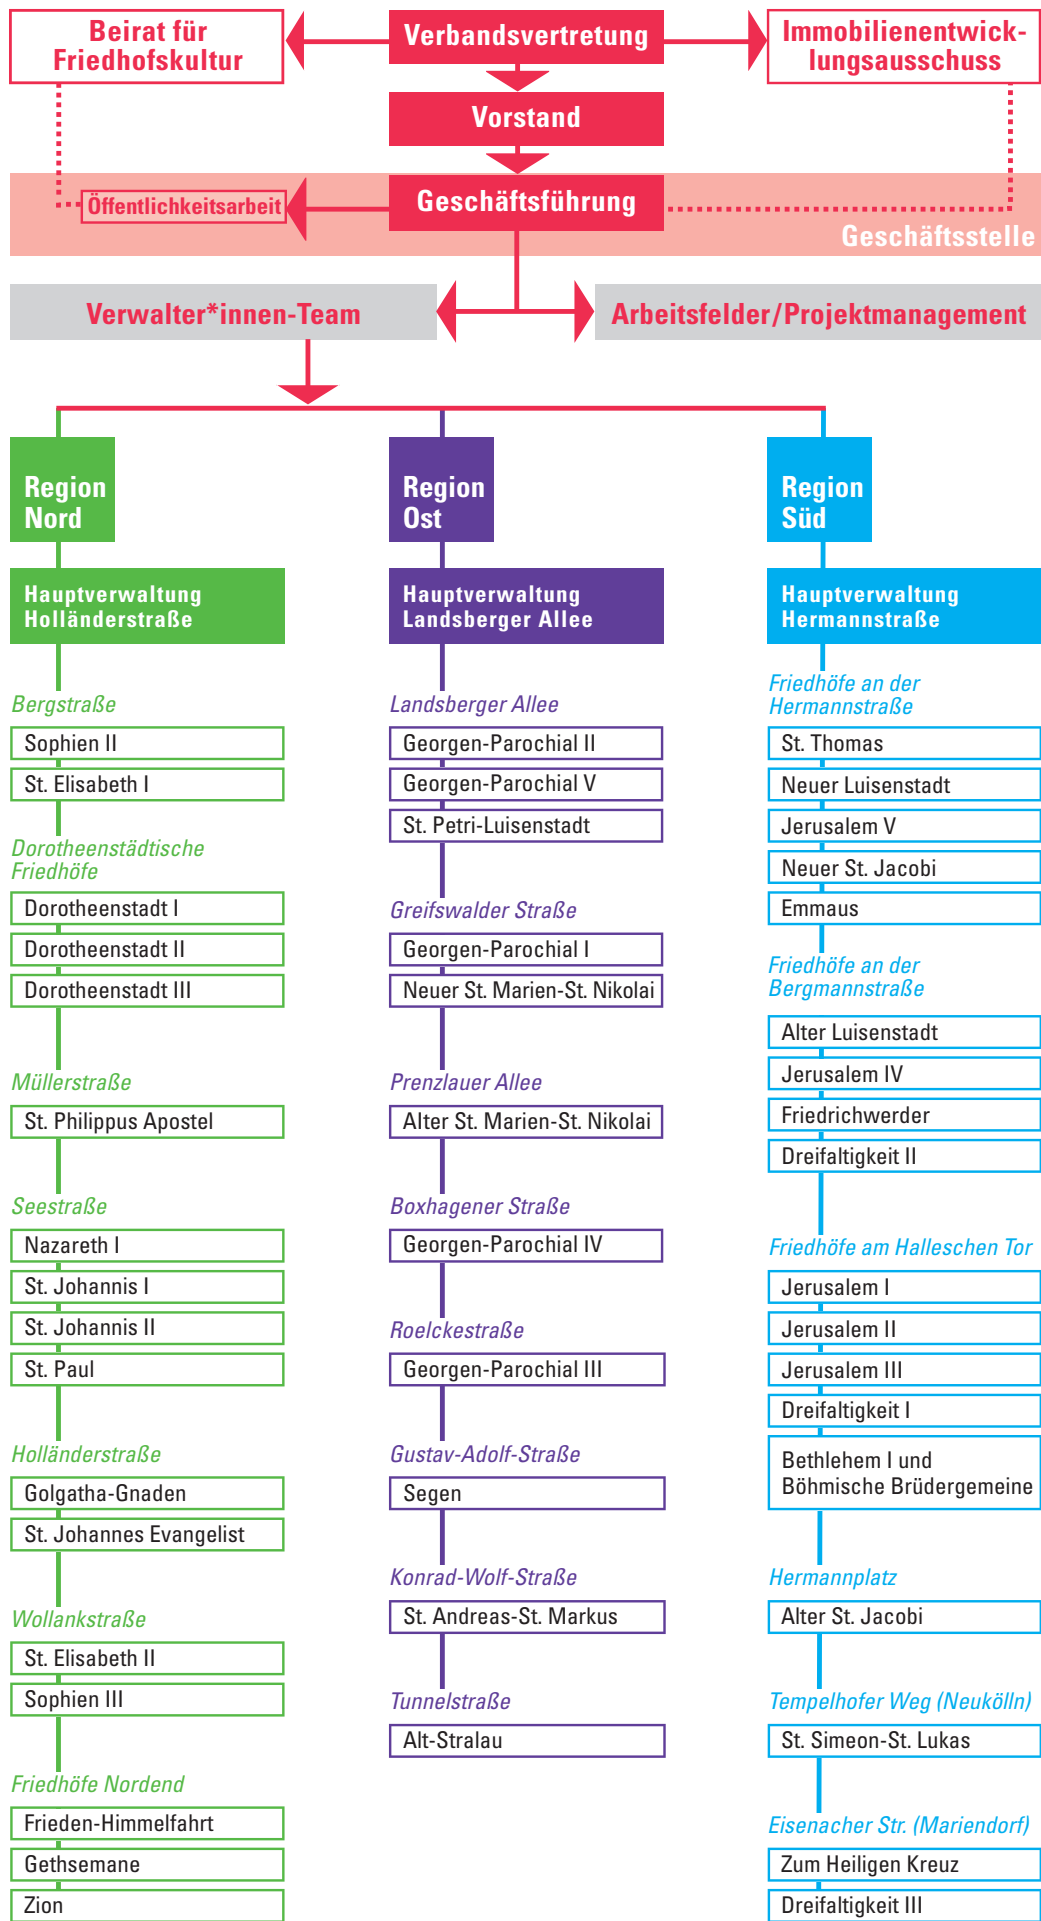 Beirat für
Friedhofskultur
Verbandsvertretung
Immobilienentwick-
lungsausschuss
Vorstand
Öffentlichkeitsarbeit
Geschäftsführung
Geschäftsstelle
Verwalter*innen-Team
Arbeitsfelder/Projektmanagement
Region
Nord
Hauptverwaltung
Holländerstraße
Bergstraße
Sophien II
St. Elisabeth I
Dorotheenstädtische
Friedhöfe
Dorotheenstadt I
Dorotheenstadt II
Dorotheenstadt III
Müllerstraße
St. Philippus Apostel
Seestraße
Nazareth I
St. Johannis I
St. Johannis II
St. Paul
Holländerstraße
Golgatha-Gnaden
St. Johannes Evangelist
Wollankstraße
St. Elisabeth II
Sophien III
Friedhöfe Nordend
Frieden-Himmelfahrt
Gethsemane
Zion
Region
Ost
Hauptverwaltung
Landsberger Allee
Landsberger Allee
Georgen-Parochial II
Georgen-Parochial V
St. Petri-Luisenstadt
Greifswalder Straße
Georgen-Parochial I
Neuer St. Marien-St. Nikolai
Prenzlauer Allee
Alter St. Marien-St. Nikolai
Boxhagener Straße
Georgen-Parochial IV
Roelckestraße
Georgen-Parochial III
Gustav-Adolf-Straße
Segen
Konrad-Wolf-Straße
St. Andreas-St. Markus
Tunnelstraße
Alt-Stralau
Region
Süd
Hauptverwaltung
Hermannstraße
Friedhöfe an der
Hermannstraße
St. Thomas
Neuer Luisenstadt
Jerusalem V
Neuer St. Jacobi
Emmaus
Friedhöfe an der
Bergmannstraße
Alter Luisenstadt
Jerusalem IV
Friedrichwerder
Dreifaltigkeit II
Friedhöfe am Halleschen Tor
Jerusalem I
Jerusalem II
Jerusalem III
Dreifaltigkeit I
Bethlehem I und
Böhmische Brüdergemeine
Hermannplatz
Alter St. Jacobi
Tempelhofer Weg (Neukölln)
St. Simeon-St. Lukas
Eisenacher Str. (Mariendorf)
Zum Heiligen Kreuz
Dreifaltigkeit III